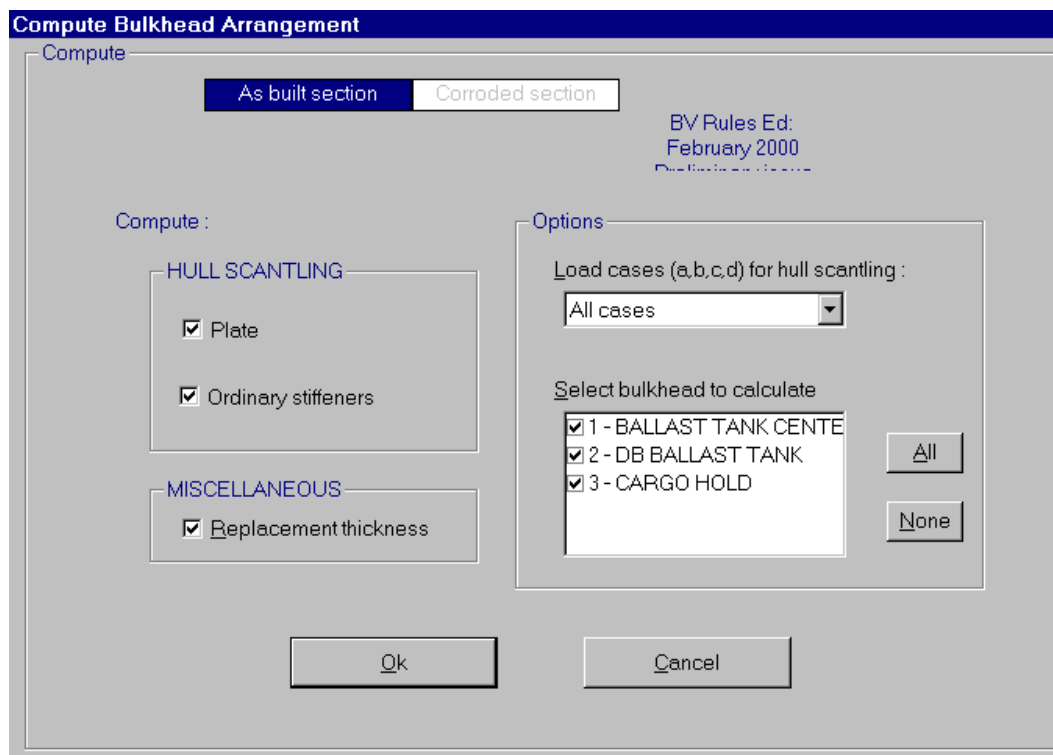 Compute Bulkhead Arrangement
Compute
As built section
Corroded section
BV Rules Ed:
February 2000
Compute :
HULL SCANTLING
Plate
Ordinary stiffeners
MISCELLANEOUS
Replacement thickness
Options
Load cases (a,b,c,d) for hull scantling :
All cases
Select bulkhead to calculate
1 - BALLAST TANK CENTE
2 - DB BALLAST TANK
3 - CARGO HOLD
All
None
Ok
Cancel